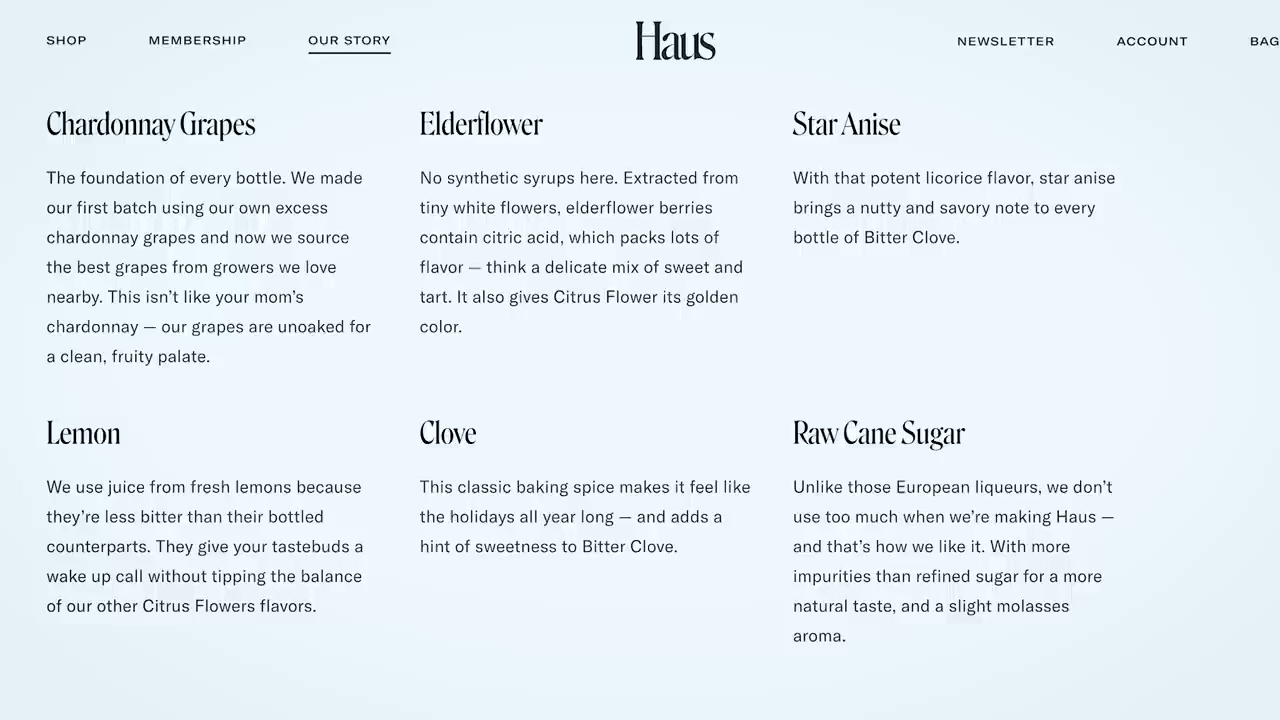 SHOP MEMBERSHIP OUR STORY Haus NEWSLETTER ACCOUNT BAG
Chardonnay Grapes
The foundation of every bottle. We made
our first batch using our own excess
chardonnay grapes and now we source
the best grapes from growers we love
nearby. This isn’t like your mom’s
chardonnay — our grapes are unoaked for
a clean, fruity palate.
Elderflower
No synthetic syrups here. Extracted from
tiny white flowers, elderflower berries
contain citric acid, which packs lots of
flavor — think a delicate mix of sweet and
tart. It also gives Citrus Flower its golden
color.
Star Anise
With that potent licorice flavor, star anise
brings a nutty and savory note to every
bottle of Bitter Clove.
Lemon
We use juice from fresh lemons because
they’re less bitter than their bottled
counterparts. They give your tastebuds a
wake up call without tipping the balance
of our other Citrus Flowers flavors.
Clove
This classic baking spice makes it feel like
the holidays all year long — and adds a
hint of sweetness to Bitter Clove.
Raw Cane Sugar
Unlike those European liqueurs, we don’t
use too much when we’re making Haus —
and that’s how we like it. With more
impurities than refined sugar for a more
natural taste, and a slight molasses
aroma.